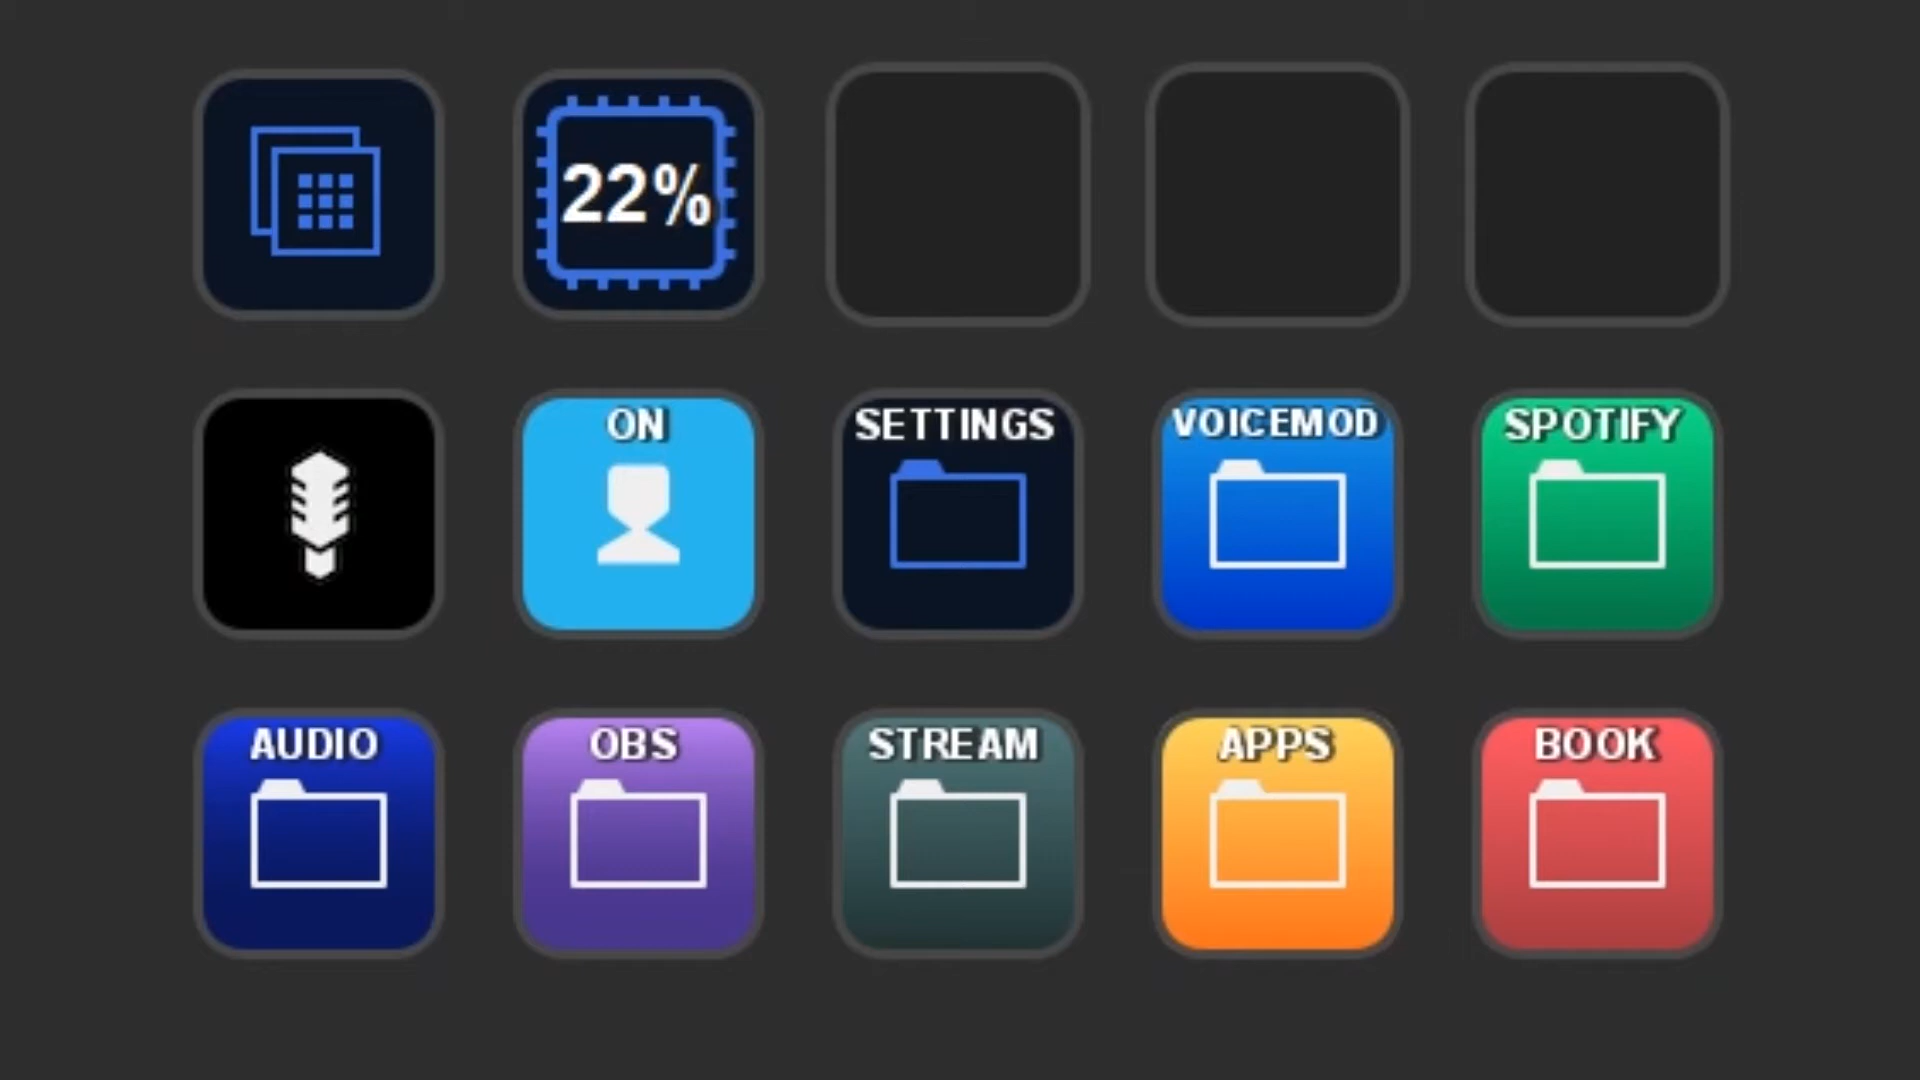 22%
ON
SETTINGS
VOICEMOD
SPOTIFY
AUDIO
OBS
STREAM
APPS
BOOK